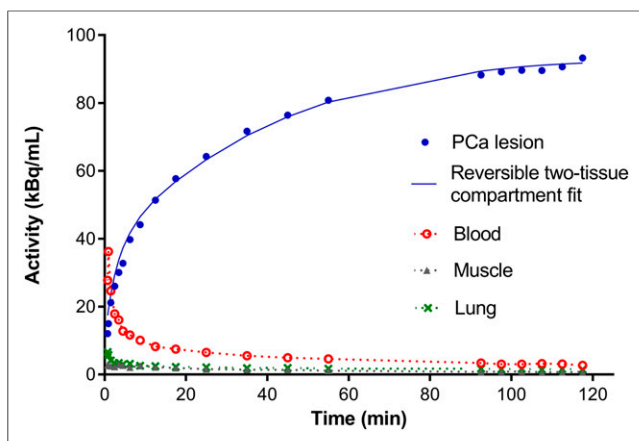 100
80
60
40
20
0
Activity (kBq/mL)
PCa lesion
Reversible two-tissue
compartment fit
Blood
Muscle
Lung
0 20 40 60 80 100 120
Time (min)